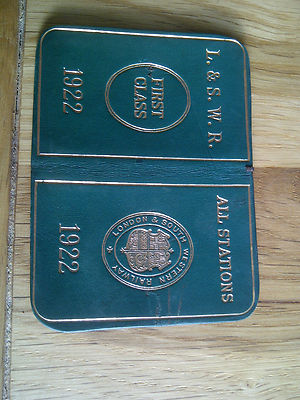 L. & S. W. R.
FIRST
CLASS
1922
ALL STATIONS
LONDON & SOUTH WESTERN RAILWAY
1922